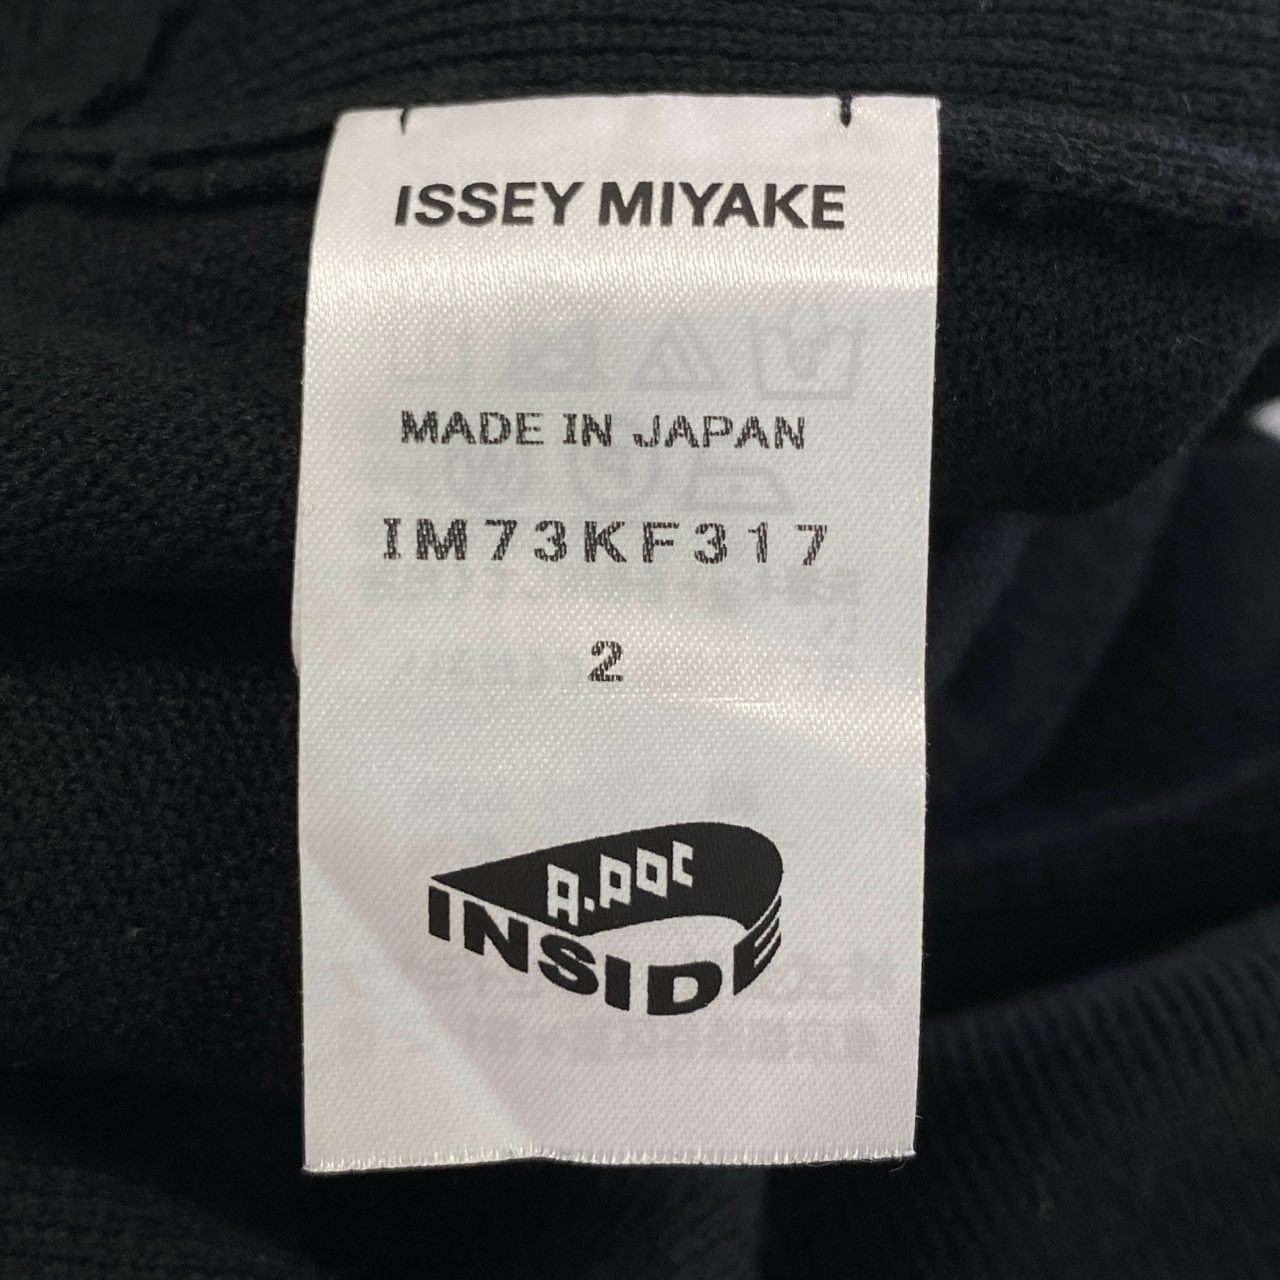 ISSEY MIYAKE
MADE IN JAPAN
IM73KF317
2
A.POC
INSIDE